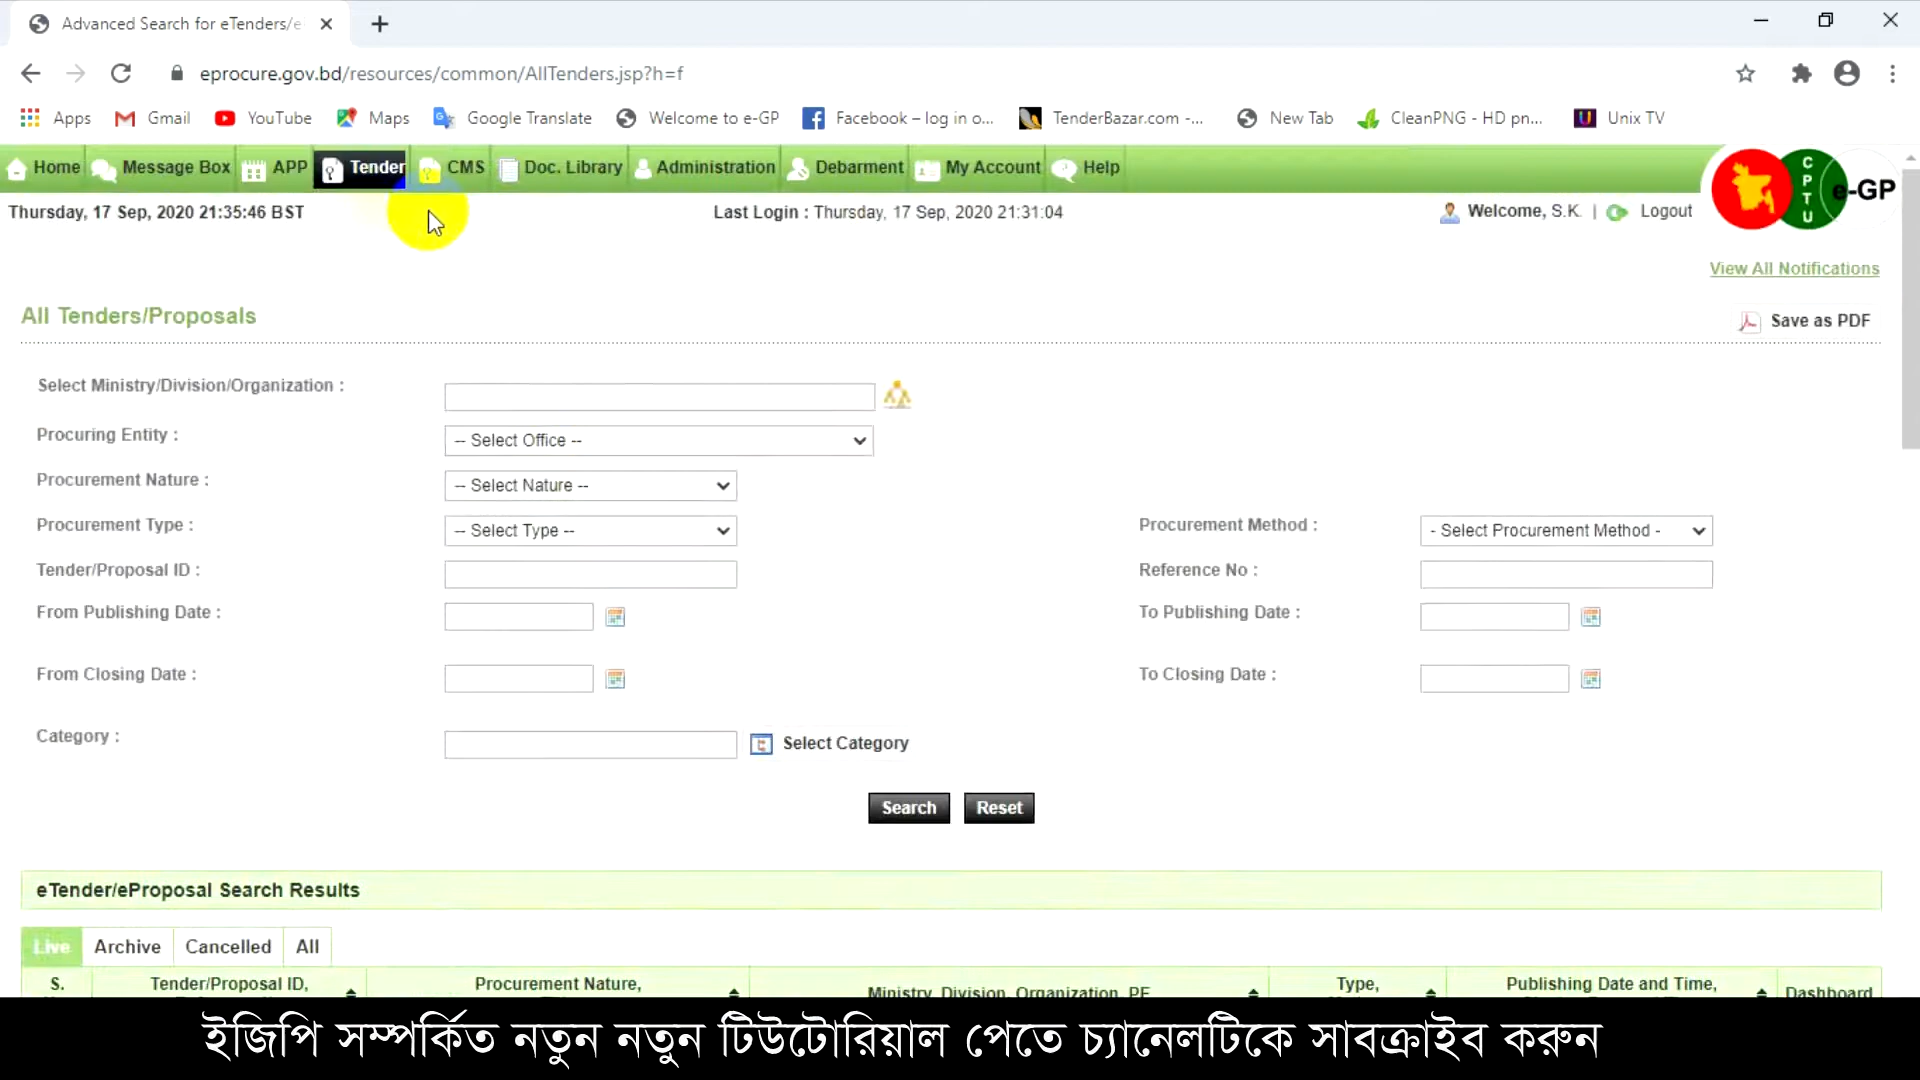 Advanced Search for eTenders/e
eprocure.gov.bd/resources/common/AllTenders.jsp?h=f
Apps Gmail YouTube Maps Google Translate Welcome to e-GP Facebook – log in o... TenderBazar.com -... New Tab CleanPNG - HD pn... Unix TV
Home Message Box APP Tender CMS Doc. Library Administration Debarment My Account Help
CPTU e-GP
Thursday, 17 Sep, 2020 21:35:46 BST Last Login : Thursday, 17 Sep, 2020 21:31:04 Welcome, S.K. | Logout
View All Notifications
All Tenders/Proposals Save as PDF
Select Ministry/Division/Organization :
Procuring Entity : -- Select Office --
Procurement Nature : -- Select Nature --
Procurement Type : -- Select Type -- Procurement Method : - Select Procurement Method -
Tender/Proposal ID : Reference No :
From Publishing Date : To Publishing Date :
From Closing Date : To Closing Date :
Category : Select Category
Search Reset
eTender/eProposal Search Results
Live Archive Cancelled All
S. Tender/Proposal ID, Procurement Nature, Ministry, Division, Organization, PE Type, Publishing Date and Time, Dashboard
ইজিপি সম্পর্কিত নতুন নতুন টিউটোরিয়াল পেতে চ্যানেলটিকে সাবক্রাইব করুন